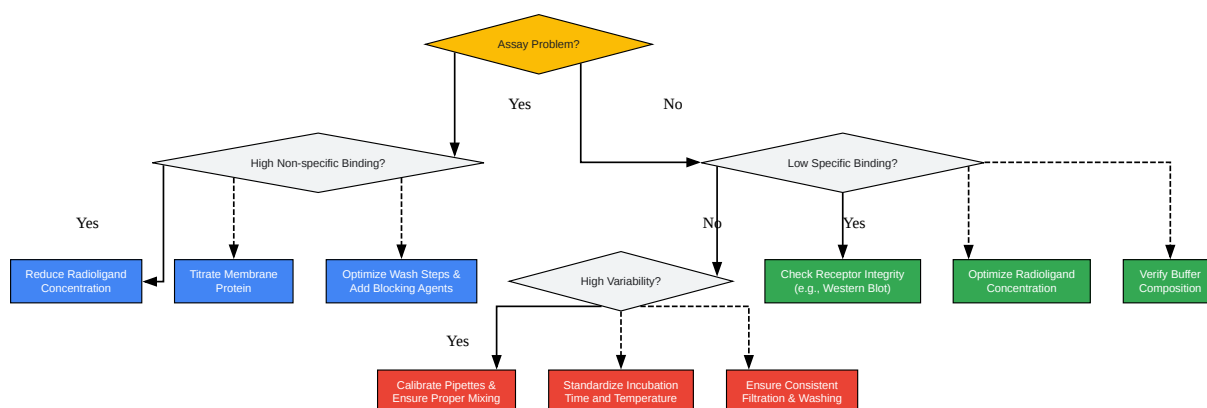 Assay Problem?
Yes
No
High Non-specific Binding?
Low Specific Binding?
Yes
No
Yes
Reduce Radioligand
Concentration
Titrate Membrane
Protein
Optimize Wash Steps &
Add Blocking Agents
High Variability?
Check Receptor Integrity
(e.g., Western Blot)
Optimize Radioligand
Concentration
Verify Buffer
Composition
Yes
Calibrate Pipettes &
Ensure Proper Mixing
Standardize Incubation
Time and Temperature
Ensure Consistent
Filtration & Washing